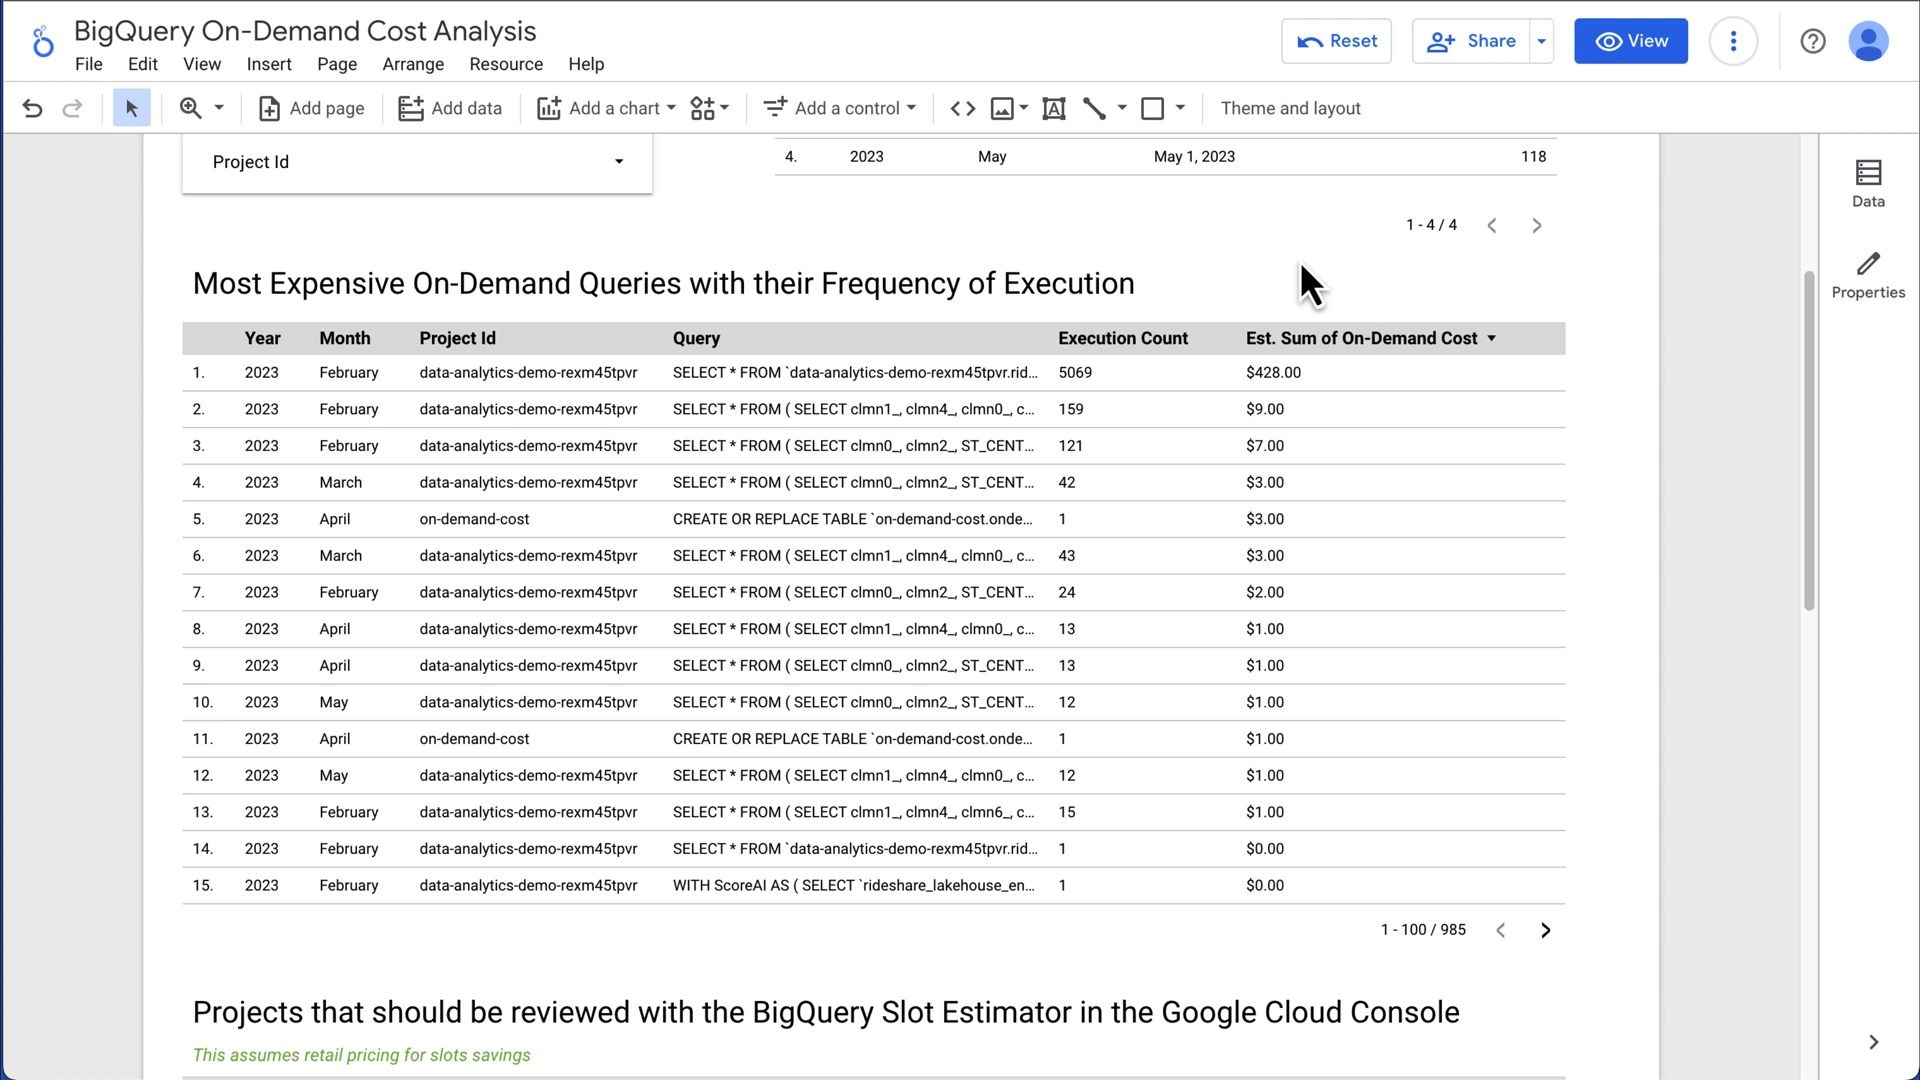 BigQuery On-Demand Cost Analysis
File Edit View Insert Page Arrange Resource Help
Reset Share View
Add page Add data Add a chart Add a control Theme and layout
Project Id
4. 2023 May May 1, 2023 118
1 - 4 / 4
Data
Properties
Most Expensive On-Demand Queries with their Frequency of Execution
Year Month Project Id Query Execution Count Est. Sum of On-Demand Cost
1. 2023 February data-analytics-demo-rexm45tpvr SELECT * FROM `data-analytics-demo-rexm45tpvr.rid... 5069 $428.00
2. 2023 February data-analytics-demo-rexm45tpvr SELECT * FROM ( SELECT clmn1_, clmn4_, clmn0_, c... 159 $9.00
3. 2023 February data-analytics-demo-rexm45tpvr SELECT * FROM ( SELECT clmn0_, clmn2_, ST_CENT... 121 $7.00
4. 2023 March data-analytics-demo-rexm45tpvr SELECT * FROM ( SELECT clmn0_, clmn2_, ST_CENT... 42 $3.00
5. 2023 April on-demand-cost CREATE OR REPLACE TABLE `on-demand-cost.onde... 1 $3.00
6. 2023 March data-analytics-demo-rexm45tpvr SELECT * FROM ( SELECT clmn1_, clmn4_, clmn0_, c... 43 $3.00
7. 2023 February data-analytics-demo-rexm45tpvr SELECT * FROM ( SELECT clmn0_, clmn2_, ST_CENT... 24 $2.00
8. 2023 April data-analytics-demo-rexm45tpvr SELECT * FROM ( SELECT clmn1_, clmn4_, clmn0_, c... 13 $1.00
9. 2023 April data-analytics-demo-rexm45tpvr SELECT * FROM ( SELECT clmn0_, clmn2_, ST_CENT... 13 $1.00
10. 2023 May data-analytics-demo-rexm45tpvr SELECT * FROM ( SELECT clmn0_, clmn2_, ST_CENT... 12 $1.00
11. 2023 April on-demand-cost CREATE OR REPLACE TABLE `on-demand-cost.onde... 1 $1.00
12. 2023 May data-analytics-demo-rexm45tpvr SELECT * FROM ( SELECT clmn1_, clmn4_, clmn0_, c... 12 $1.00
13. 2023 February data-analytics-demo-rexm45tpvr SELECT * FROM ( SELECT clmn1_, clmn4_, clmn6_, c... 15 $1.00
14. 2023 February data-analytics-demo-rexm45tpvr SELECT * FROM `data-analytics-demo-rexm45tpvr.rid... 1 $0.00
15. 2023 February data-analytics-demo-rexm45tpvr WITH ScoreAI AS ( SELECT `rideshare_lakehouse_en... 1 $0.00
1 - 100 / 985
Projects that should be reviewed with the BigQuery Slot Estimator in the Google Cloud Console
This assumes retail pricing for slots savings